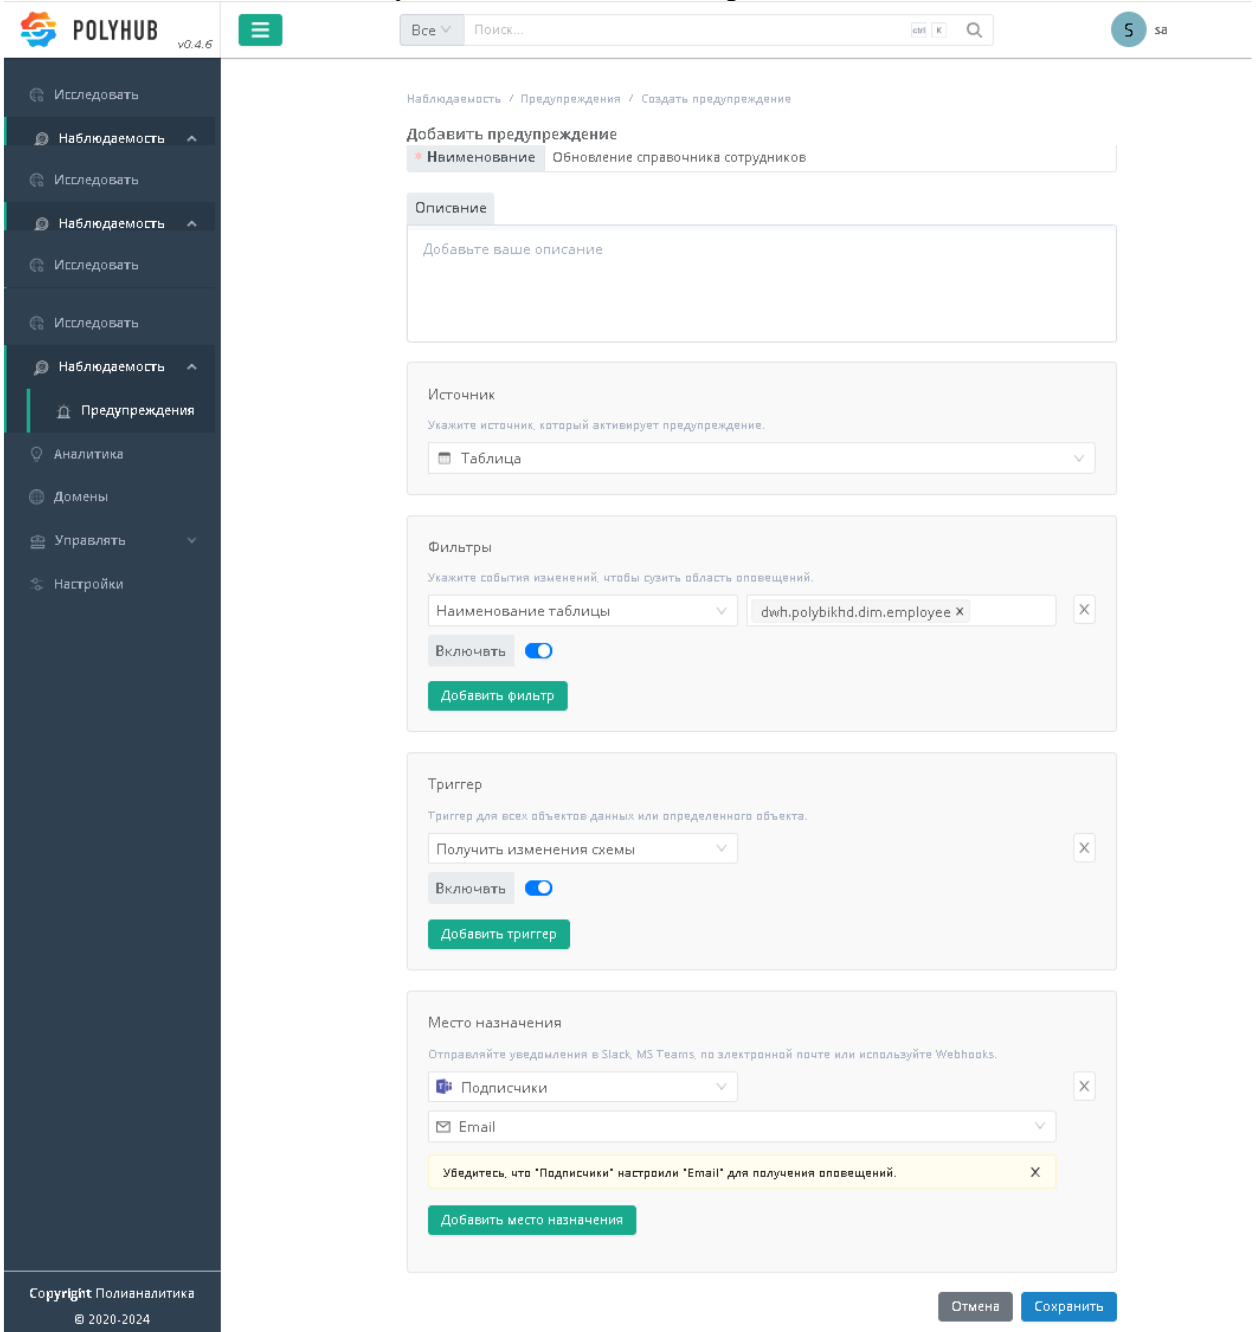 POLYHUB
v0.4.6
Все
Поиск...
ctrl K
S
sa
Исследовать
Наблюдаемость
Исследовать
Наблюдаемость
Исследовать
Исследовать
Наблюдаемость
Предупреждения
Аналитика
Домены
Управлять
Настройки
Copyright Полианалитика
© 2020-2024
Наблюдаемость / Предупреждения / Создать предупреждение
Добавить предупреждение
* Наименование Обновление справочника сотрудников
Описание
Добавьте ваше описание
Источник
Укажите источник, который активирует предупреждение.
Таблица
Фильтры
Укажите события изменений, чтобы сузить область оповещений.
Наименование таблицы dwh.polybikhd.dim.employee ×
Включать
Добавить фильтр
Триггер
Триггер для всех объектов данных или определенного объекта.
Получить изменения схемы
Включать
Добавить триггер
Место назначения
Отправляйте уведомления в Slack, MS Teams, по электронной почте или используйте Webhooks.
Подписчики
Email
Убедитесь, что "Подписчики" настроили "Email" для получения оповещений.
Добавить место назначения
Отмена Сохранить